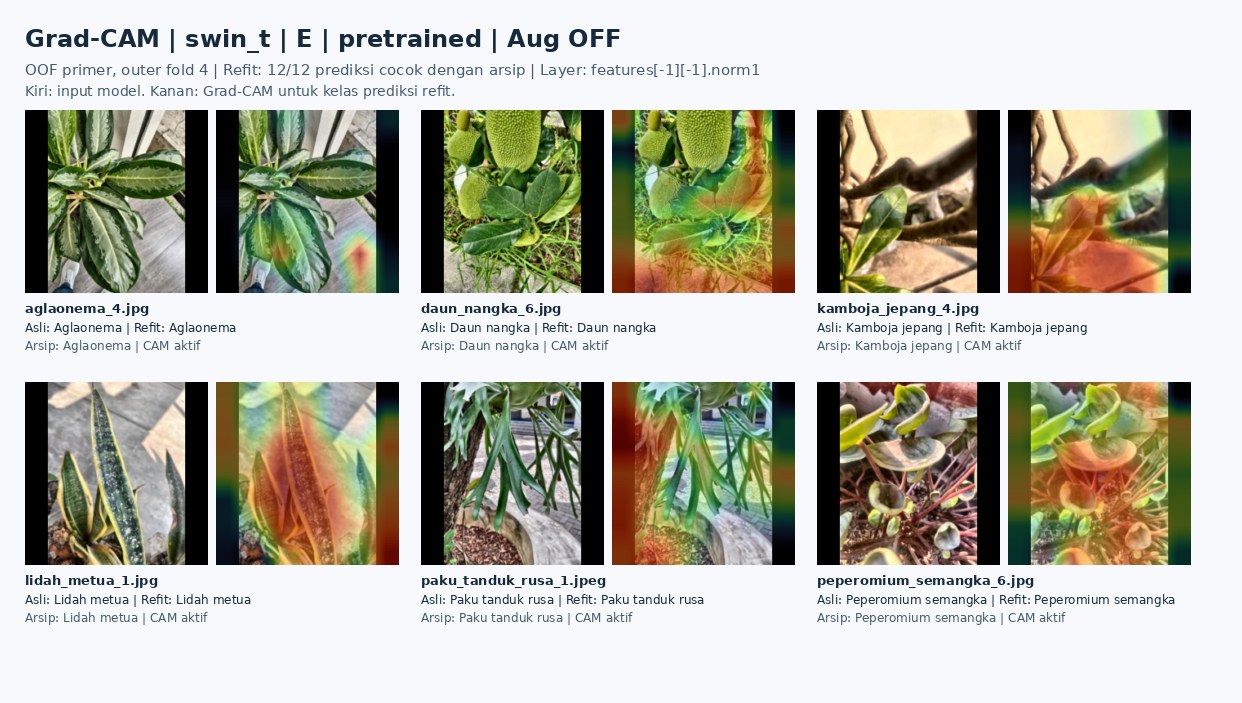 Grad-CAM | swin_t | E | pretrained | Aug OFF
OOF primer, outer fold 4 | Refit: 12/12 prediksi cocok dengan arsip | Layer: features[-1][-1].norm1
Kiri: input model. Kanan: Grad-CAM untuk kelas prediksi refit.
aglaonema_4.jpg
Asli: Aglaonema | Refit: Aglaonema
Arsip: Aglaonema | CAM aktif
daun_nangka_6.jpg
Asli: Daun nangka | Refit: Daun nangka
Arsip: Daun nangka | CAM aktif
kamboja_jepang_4.jpg
Asli: Kamboja jepang | Refit: Kamboja jepang
Arsip: Kamboja jepang | CAM aktif
lidah_metua_1.jpg
Asli: Lidah metua | Refit: Lidah metua
Arsip: Lidah metua | CAM aktif
paku_tanduk_rusa_1.jpeg
Asli: Paku tanduk rusa | Refit: Paku tanduk rusa
Arsip: Paku tanduk rusa | CAM aktif
peperomium_semangka_6.jpg
Asli: Peperomium semangka | Refit: Peperomium semangka
Arsip: Peperomium semangka | CAM aktif